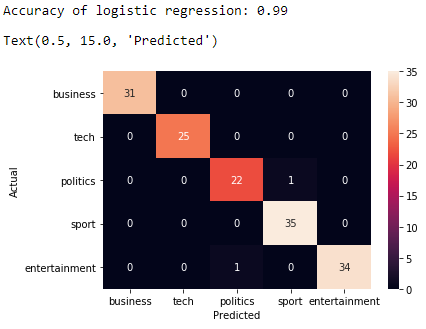 Accuracy of logistic regression: 0.99
Text(0.5, 15.0, 'Predicted')
business 31 0 0 0 0
tech 0 25 0 0 0
politics 0 0 22 1 0
sport 0 0 0 35 0
entertainment 0 0 1 0 34
business tech politics sport entertainment
Predicted
Actual
35
30
25
20
15
10
5
0